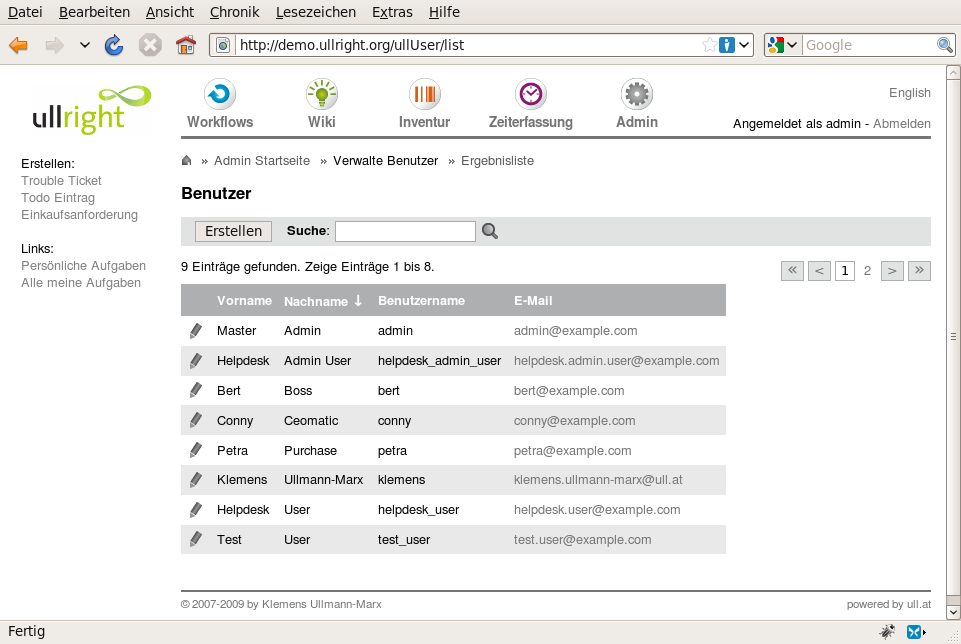 Datei Bearbeiten Ansicht Chronik Lesezeichen Extras Hilfe
http://demo.ullright.org/ullUser/list
Google
ullright
Workflows Wiki Inventur Zeiterfassung Admin
English
Angemeldet als admin - Abmelden
Erstellen:
Trouble Ticket
Todo Eintrag
Einkaufsanforderung
Links:
Persönliche Aufgaben
Alle meine Aufgaben
» Admin Startseite » Verwalte Benutzer » Ergebnisliste
Benutzer
Erstellen Suche:
9 Einträge gefunden. Zeige Einträge 1 bis 8.
« < 1 2 > »
Vorname Nachname ↓ Benutzername E-Mail
Master Admin admin admin@example.com
Helpdesk Admin User helpdesk_admin_user helpdesk.admin.user@example.com
Bert Boss bert bert@example.com
Conny Ceomatic conny conny@example.com
Petra Purchase petra petra@example.com
Klemens Ullmann-Marx klemens klemens.ullmann-marx@ull.at
Helpdesk User helpdesk_user helpdesk.user@example.com
Test User test_user test.user@example.com
© 2007-2009 by Klemens Ullmann-Marx powered by ull.at
Fertig